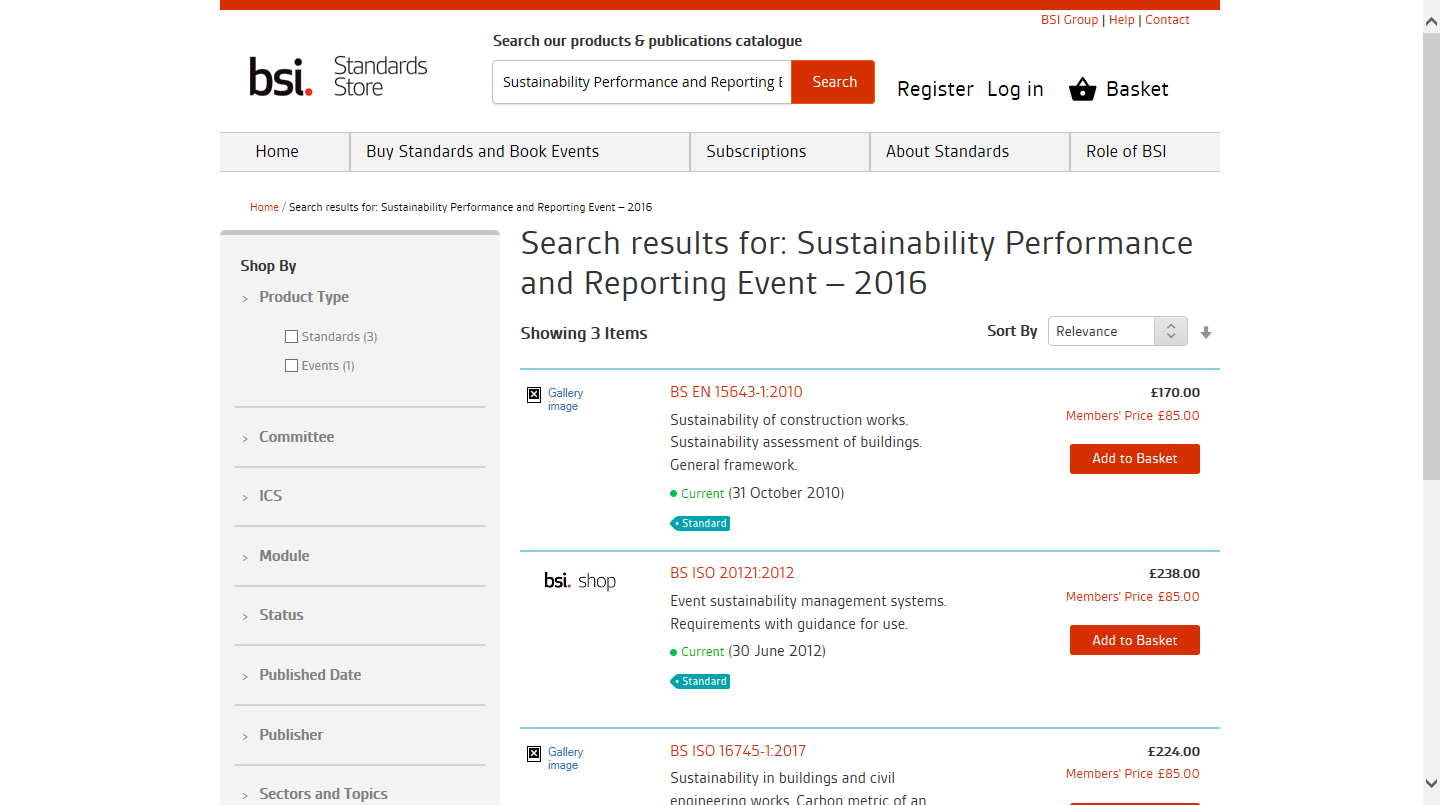 BSI Group | Help | Contact
Search our products & publications catalogue
bsi. Standards Store
Sustainability Performance and Reporting E
Search
Register Log in Basket
Home Buy Standards and Book Events Subscriptions About Standards Role of BSI
Home / Search results for: Sustainability Performance and Reporting Event – 2016
Shop By
> Product Type
Standards (3)
Events (1)
> Committee
> ICS
> Module
> Status
> Published Date
> Publisher
> Sectors and Topics
Search results for: Sustainability Performance
and Reporting Event – 2016
Showing 3 Items
Sort By Relevance
Gallery
image
BS EN 15643-1:2010
Sustainability of construction works.
Sustainability assessment of buildings.
General framework.
Current (31 October 2010)
Standard
£170.00
Members' Price £85.00
Add to Basket
bsi. shop
BS ISO 20121:2012
Event sustainability management systems.
Requirements with guidance for use.
Current (30 June 2012)
Standard
£238.00
Members' Price £85.00
Add to Basket
Gallery
image
BS ISO 16745-1:2017
Sustainability in buildings and civil
engineering works. Carbon metric of an
£224.00
Members' Price £85.00